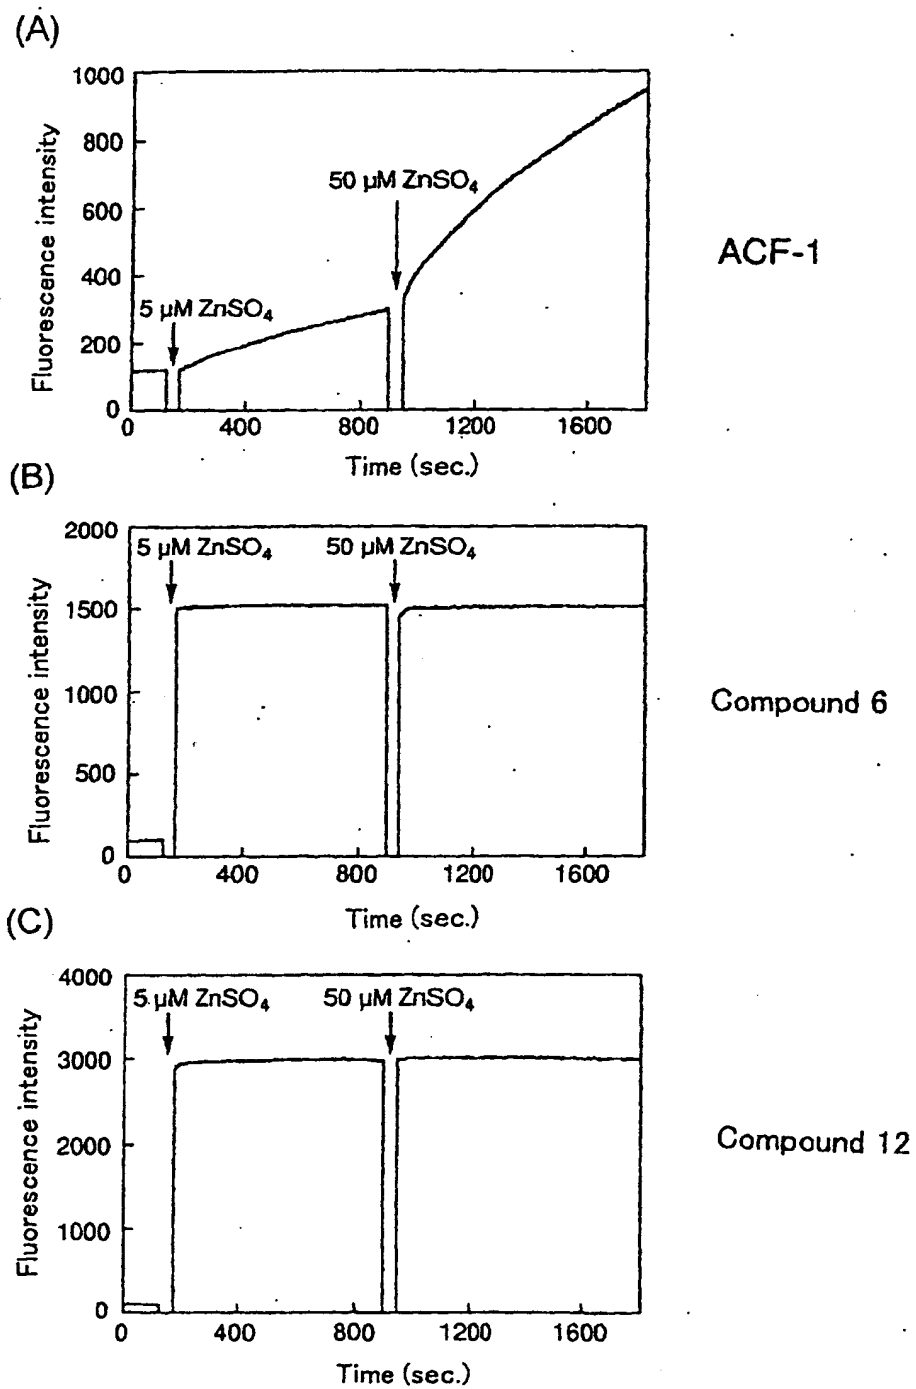 (A)
1000
800
600
400
200
0
Fluorescence intensity
50 µM ZnSO₄
5 µM ZnSO₄
0 400 800 1200 1600
Time (sec.)
ACF-1
(B)
2000
1500
1000
500
0
Fluorescence intensity
5 µM ZnSO₄ 50 µM ZnSO₄
0 400 800 1200 1600
Time (sec.)
Compound 6
(C)
4000
3000
2000
1000
0
Fluorescence intensity
5 µM ZnSO₄ 50 µM ZnSO₄
0 400 800 1200 1600
Time (sec.)
Compound 12